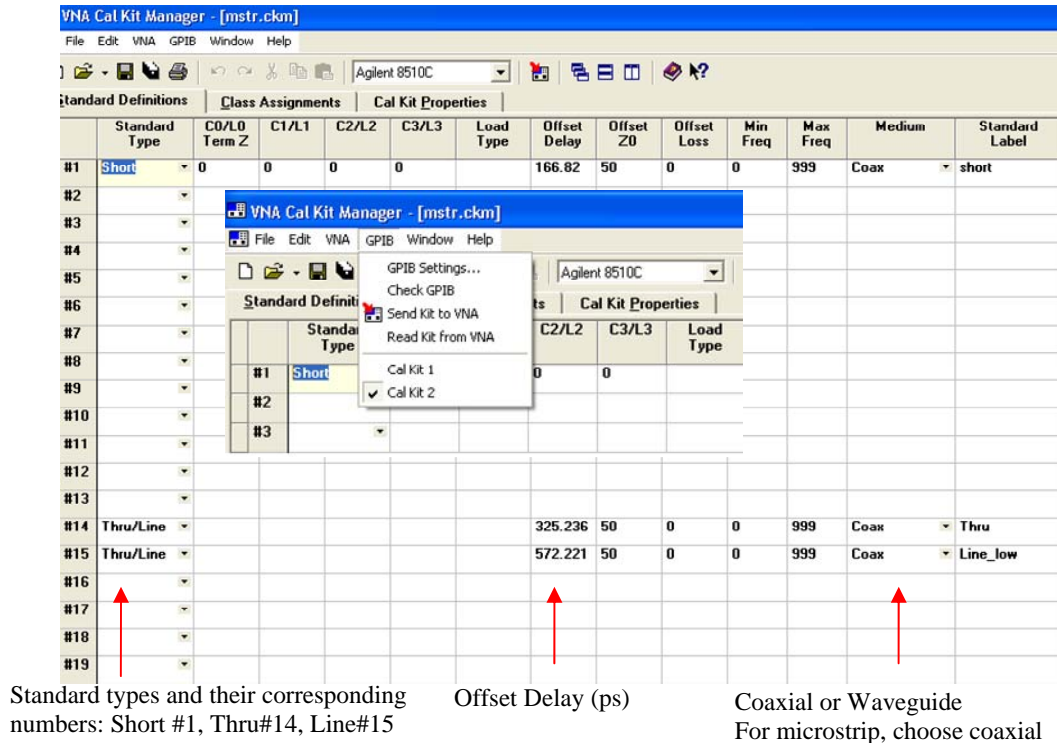 VNA Cal Kit Manager - [mstr.ckm]
File Edit VNA GPIB Window Help
Agilent 8510C
Standard Definitions Class Assignments Cal Kit Properties
Standard Type C0/L0 Term Z C1/L1 C2/L2 C3/L3 Load Type Offset Delay Offset Z0 Offset Loss Min Freq Max Freq Medium Standard Label
#1 Short 0 0 0 0 166.82 50 0 0 999 Coax short
#2
#3
#4
#5
#6
#7
#8
#9
#10
#11
#12
#13
#14 Thru/Line 325.236 50 0 0 999 Coax Thru
#15 Thru/Line 572.221 50 0 0 999 Coax Line_low
#16
#17
#18
#19
VNA Cal Kit Manager - [mstr.ckm]
File Edit VNA GPIB Window Help
Agilent 8510C
GPIB Settings...
Check GPIB
Send Kit to VNA
Read Kit from VNA
Cal Kit 1
Cal Kit 2
Standard Definiti ts Cal Kit Prop erties
Standa Type C2/L2 C3/L3 Load Type
#1 Short 0 0
#2
#3
Standard types and their corresponding
numbers: Short #1, Thru#14, Line#15
Offset Delay (ps)
Coaxial or Waveguide
For microstrip, choose coaxial